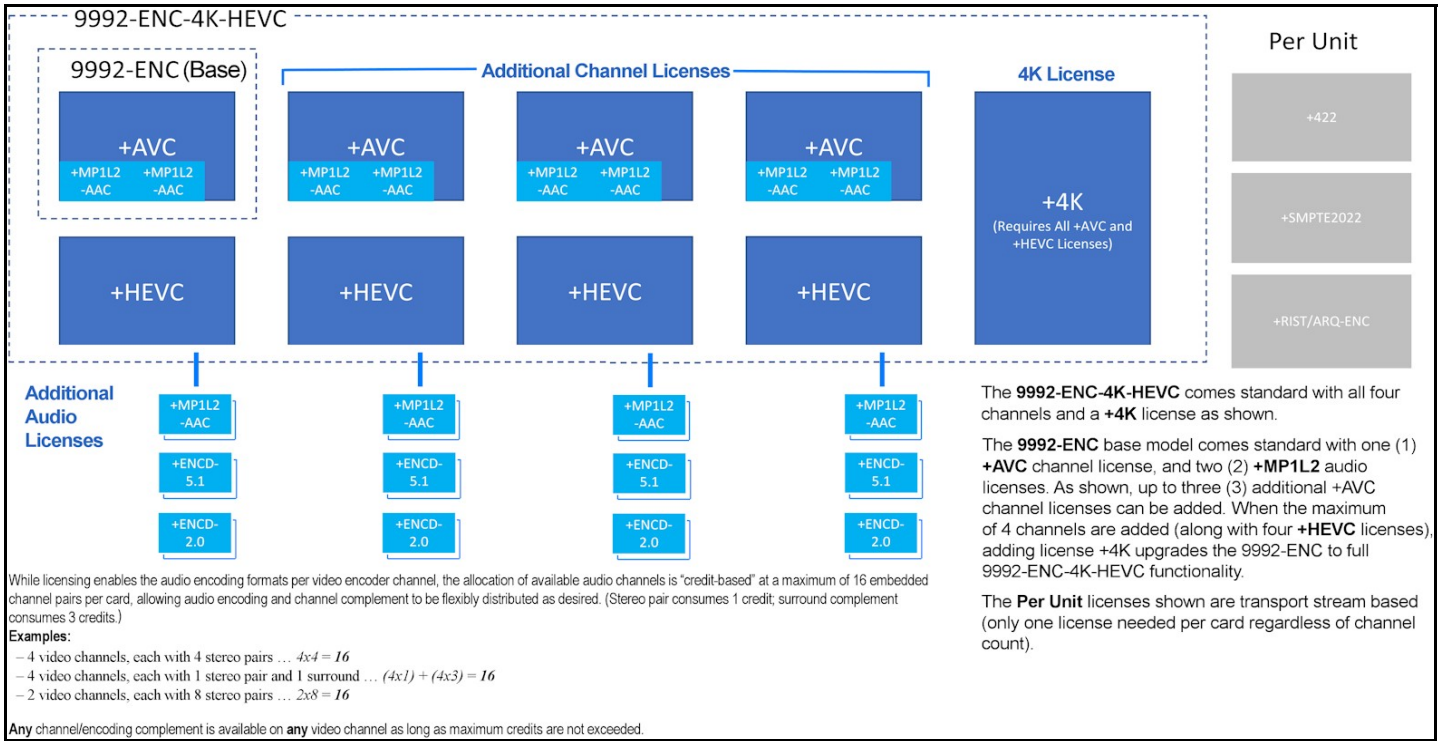 9992-ENC-4K-HEVC
Per Unit
9992-ENC (Base)
Additional Channel Licenses
4K License
+AVC
+MP1L2
-AAC
+MP1L2
-AAC
+AVC
+MP1L2
-AAC
+MP1L2
-AAC
+AVC
+MP1L2
-AAC
+MP1L2
-AAC
+AVC
+MP1L2
-AAC
+MP1L2
-AAC
+4K
(Requires All +AVC and
+HEVC Licenses)
+422
+SMPTE2022
+RIST/ARQ-ENC
+HEVC
+HEVC
+HEVC
+HEVC
Additional
Audio
Licenses
+MP1L2
-AAC
+MP1L2
-AAC
+MP1L2
-AAC
+MP1L2
-AAC
+ENCD-
5.1
+ENCD-
5.1
+ENCD-
5.1
+ENCD-
5.1
+ENCD-
2.0
+ENCD-
2.0
+ENCD-
2.0
+ENCD-
2.0
The 9992-ENC-4K-HEVC comes standard with all four
channels and a +4K license as shown.
The 9992-ENC base model comes standard with one (1)
+AVC channel license, and two (2) +MP1L2 audio
licenses. As shown, up to three (3) additional +AVC
channel licenses can be added. When the maximum
of 4 channels are added (along with four +HEVC licenses),
adding license +4K upgrades the 9992-ENC to full
9992-ENC-4K-HEVC functionality.
The Per Unit licenses shown are transport stream based
(only one license needed per card regardless of channel
count).
While licensing enables the audio encoding formats per video encoder channel, the allocation of available audio channels is “credit-based” at a maximum of 16 embedded
channel pairs per card, allowing audio encoding and channel complement to be flexibly distributed as desired. (Stereo pair consumes 1 credit; surround complement
consumes 3 credits.)
Examples:
– 4 video channels, each with 4 stereo pairs … 4x4 = 16
– 4 video channels, each with 1 stereo pair and 1 surround … (4x1) + (4x3) = 16
– 2 video channels, each with 8 stereo pairs … 2x8 = 16
Any channel/encoding complement is available on any video channel as long as maximum credits are not exceeded.